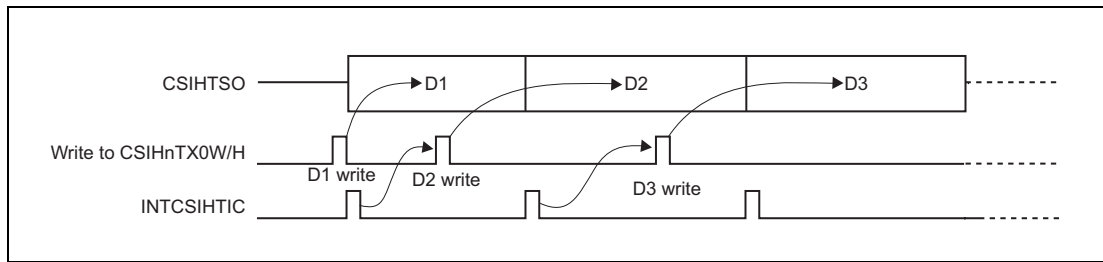 CSIHTSO
D1
D2
D3
Write to CSIHnTX0W/H
D1 write
D2 write
D3 write
INTCSIHTIC